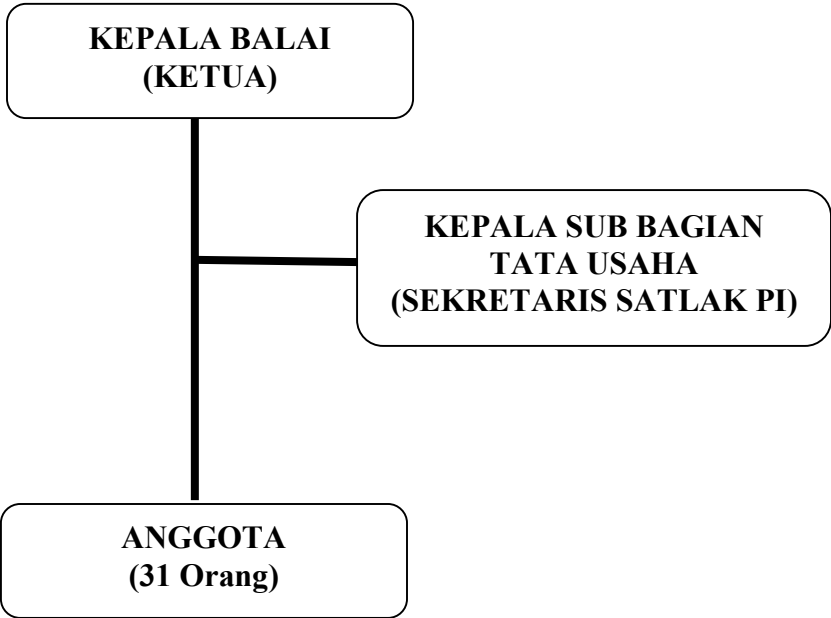 KEPALA BALAI
(KETUA)
KEPALA SUB BAGIAN
TATA USAHA
(SEKRETARIS SATLAK PI)
ANGGOTA
(31 Orang)